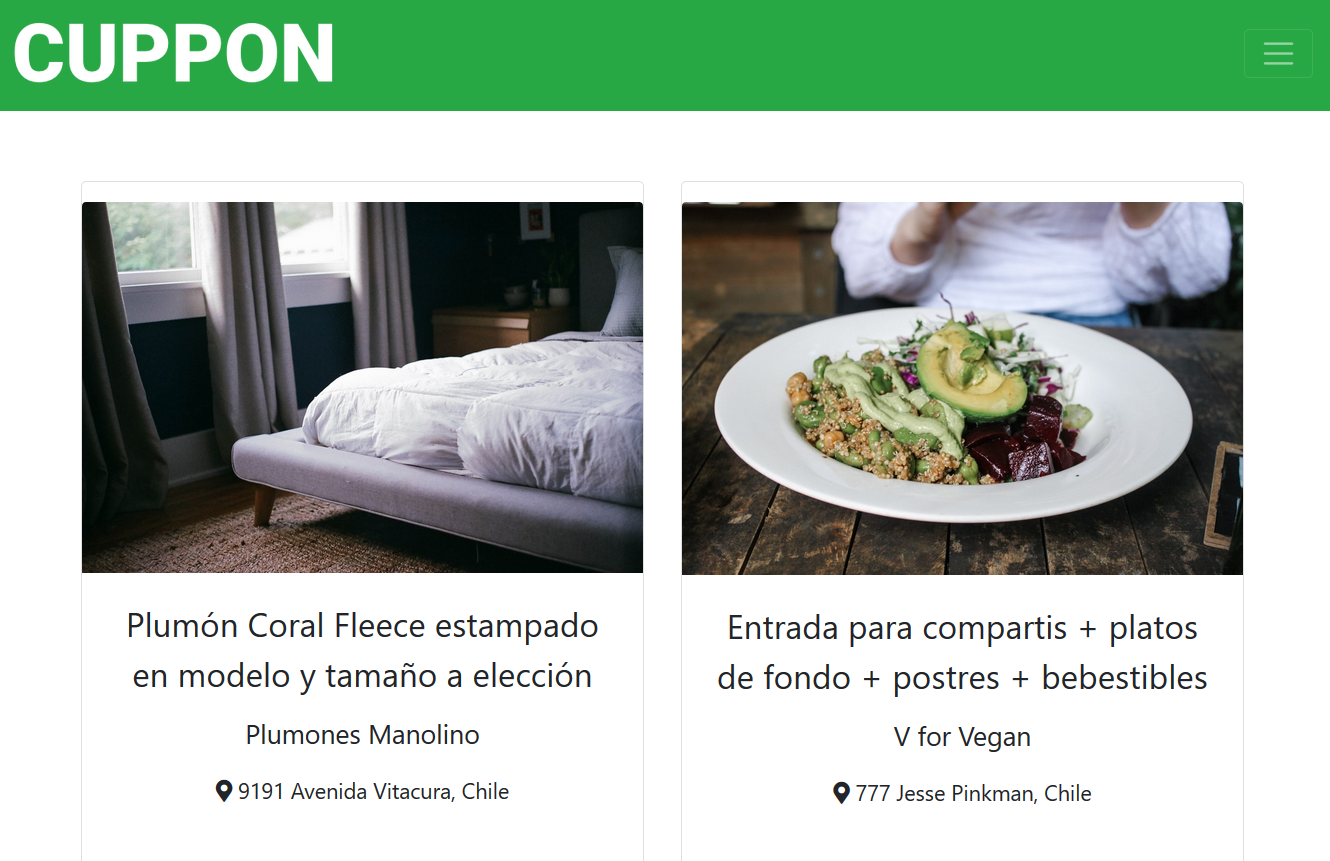 CUPPON
Plumón Coral Fleece estampado
en modelo y tamaño a elección
Plumones Manolino
9191 Avenida Vitacura, Chile
Entrada para compartis + platos
de fondo + postres + bebestibles
V for Vegan
777 Jesse Pinkman, Chile